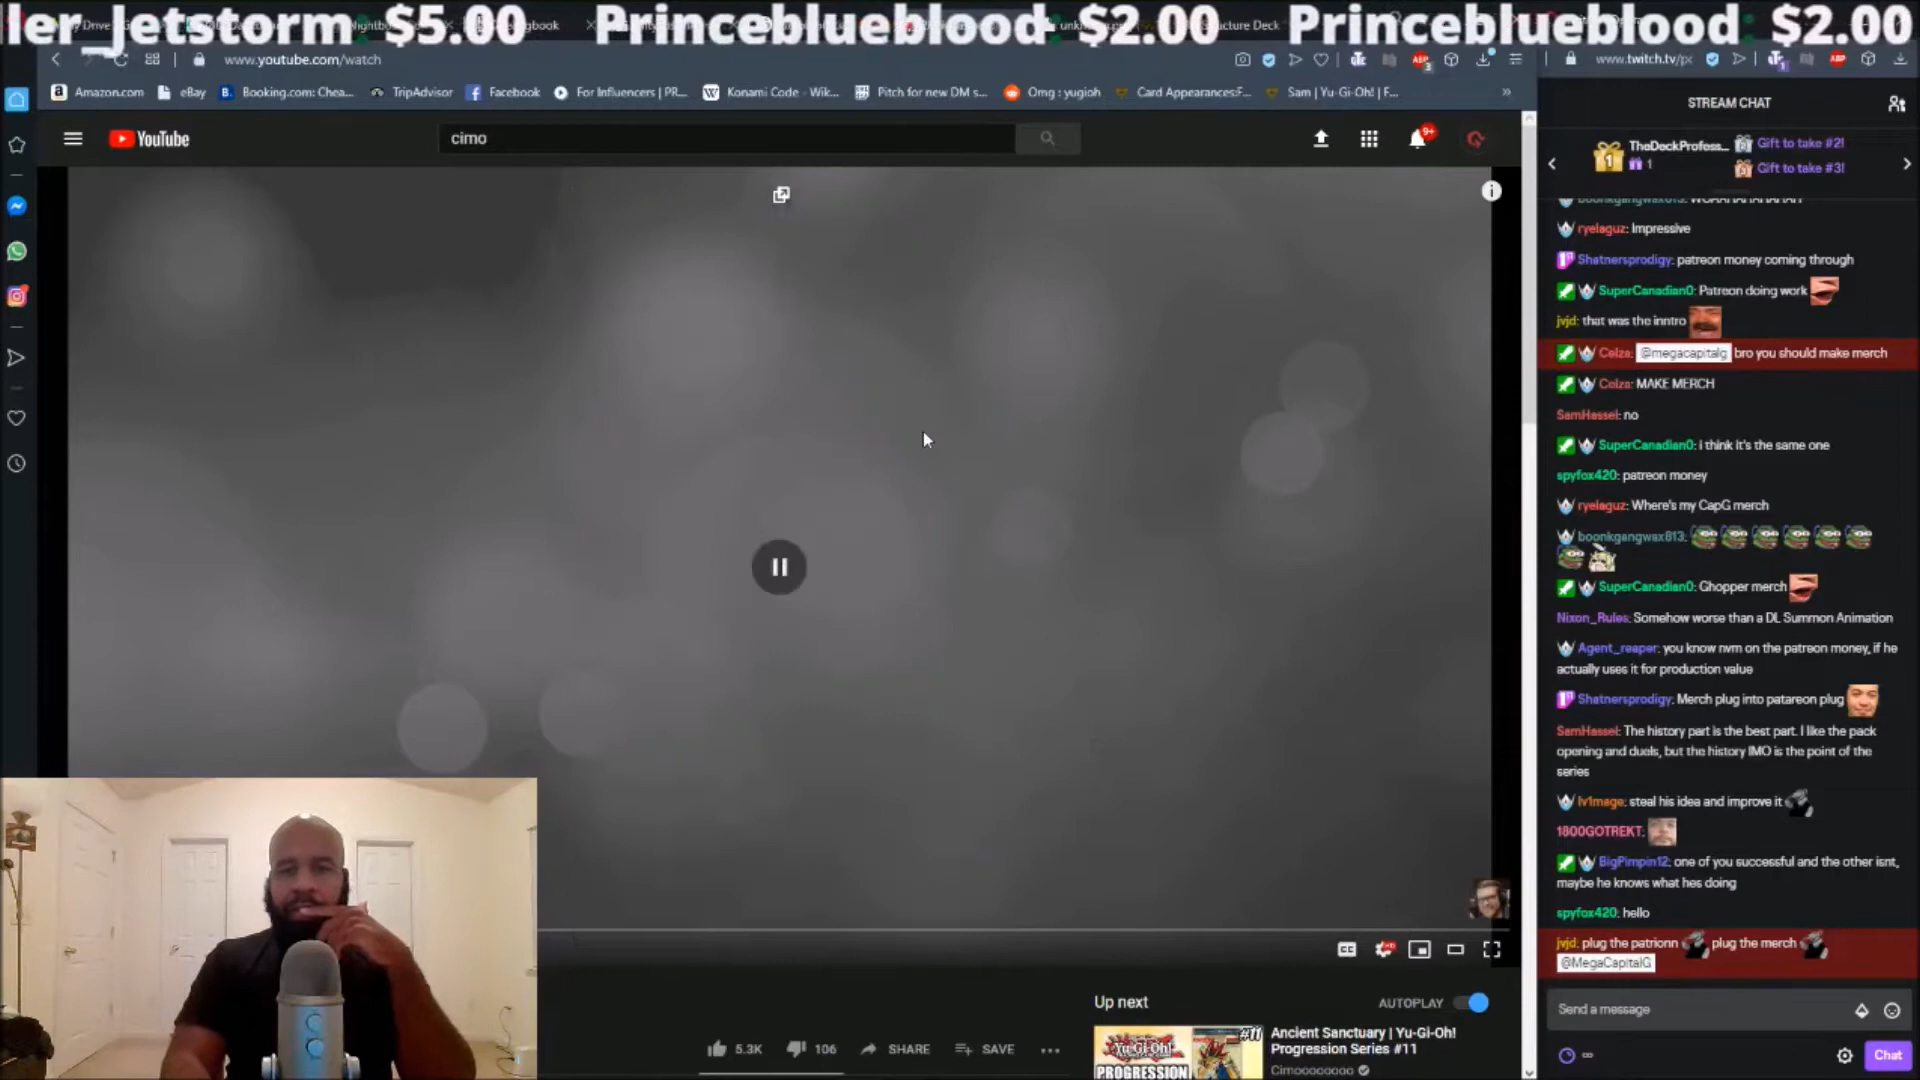 ler_Jetstorm $5.00 Princeblueblood $2.00 Princeblueblood $2.00
www.youtube.com/watch
www.twitch.tv/px
Amazon.com eBay Booking.com: Chea... TripAdvisor Facebook For Influencers | PR... Konami Code - Wik... Pitch for new DM s... Omg : yugioh Card Appearances:F... Sam | Yu-Gi-Oh! | F... »
YouTube
cimo
9+
STREAM CHAT
TheDeckProfess... Gift to take #2!
1 Gift to take #3!
ryelaguz: Impressive
Shatnersprodigy: patreon money coming through
SuperCanadian0: Patreon doing work
jvjd: that was the inntro
Celza: @megacapitalg bro you should make merch
Celza: MAKE MERCH
SamHassel: no
SuperCanadian0: i think it's the same one
spyfox420: patreon money
ryelaguz: Where's my CapG merch
boonkgangwax813:
SuperCanadian0: Ghopper merch
Nixon_Rules: Somehow worse than a DL Summon Animation
Agent_reaper: you know nvm on the patreon money, if he
actually uses it for production value
Shatnersprodigy: Merch plug into patareon plug
SamHassel: The history part is the best part. I like the pack
opening and duels, but the history IMO is the point of the
series
lv1mage: steal his idea and improve it
1800GOTREKT:
BigPimpin12: one of you successful and the other isnt,
maybe he knows what hes doing
spyfox420: hello
jvjd: plug the patrionn plug the merch
@MegaCapitalG
Send a message
Chat
Up next AUTOPLAY
5.3K 106 SHARE SAVE
Ancient Sanctuary | Yu-Gi-Oh!
Progression Series #11
Cimoooooooo
Yu-Gi-Oh!
PROGRESSION
#11